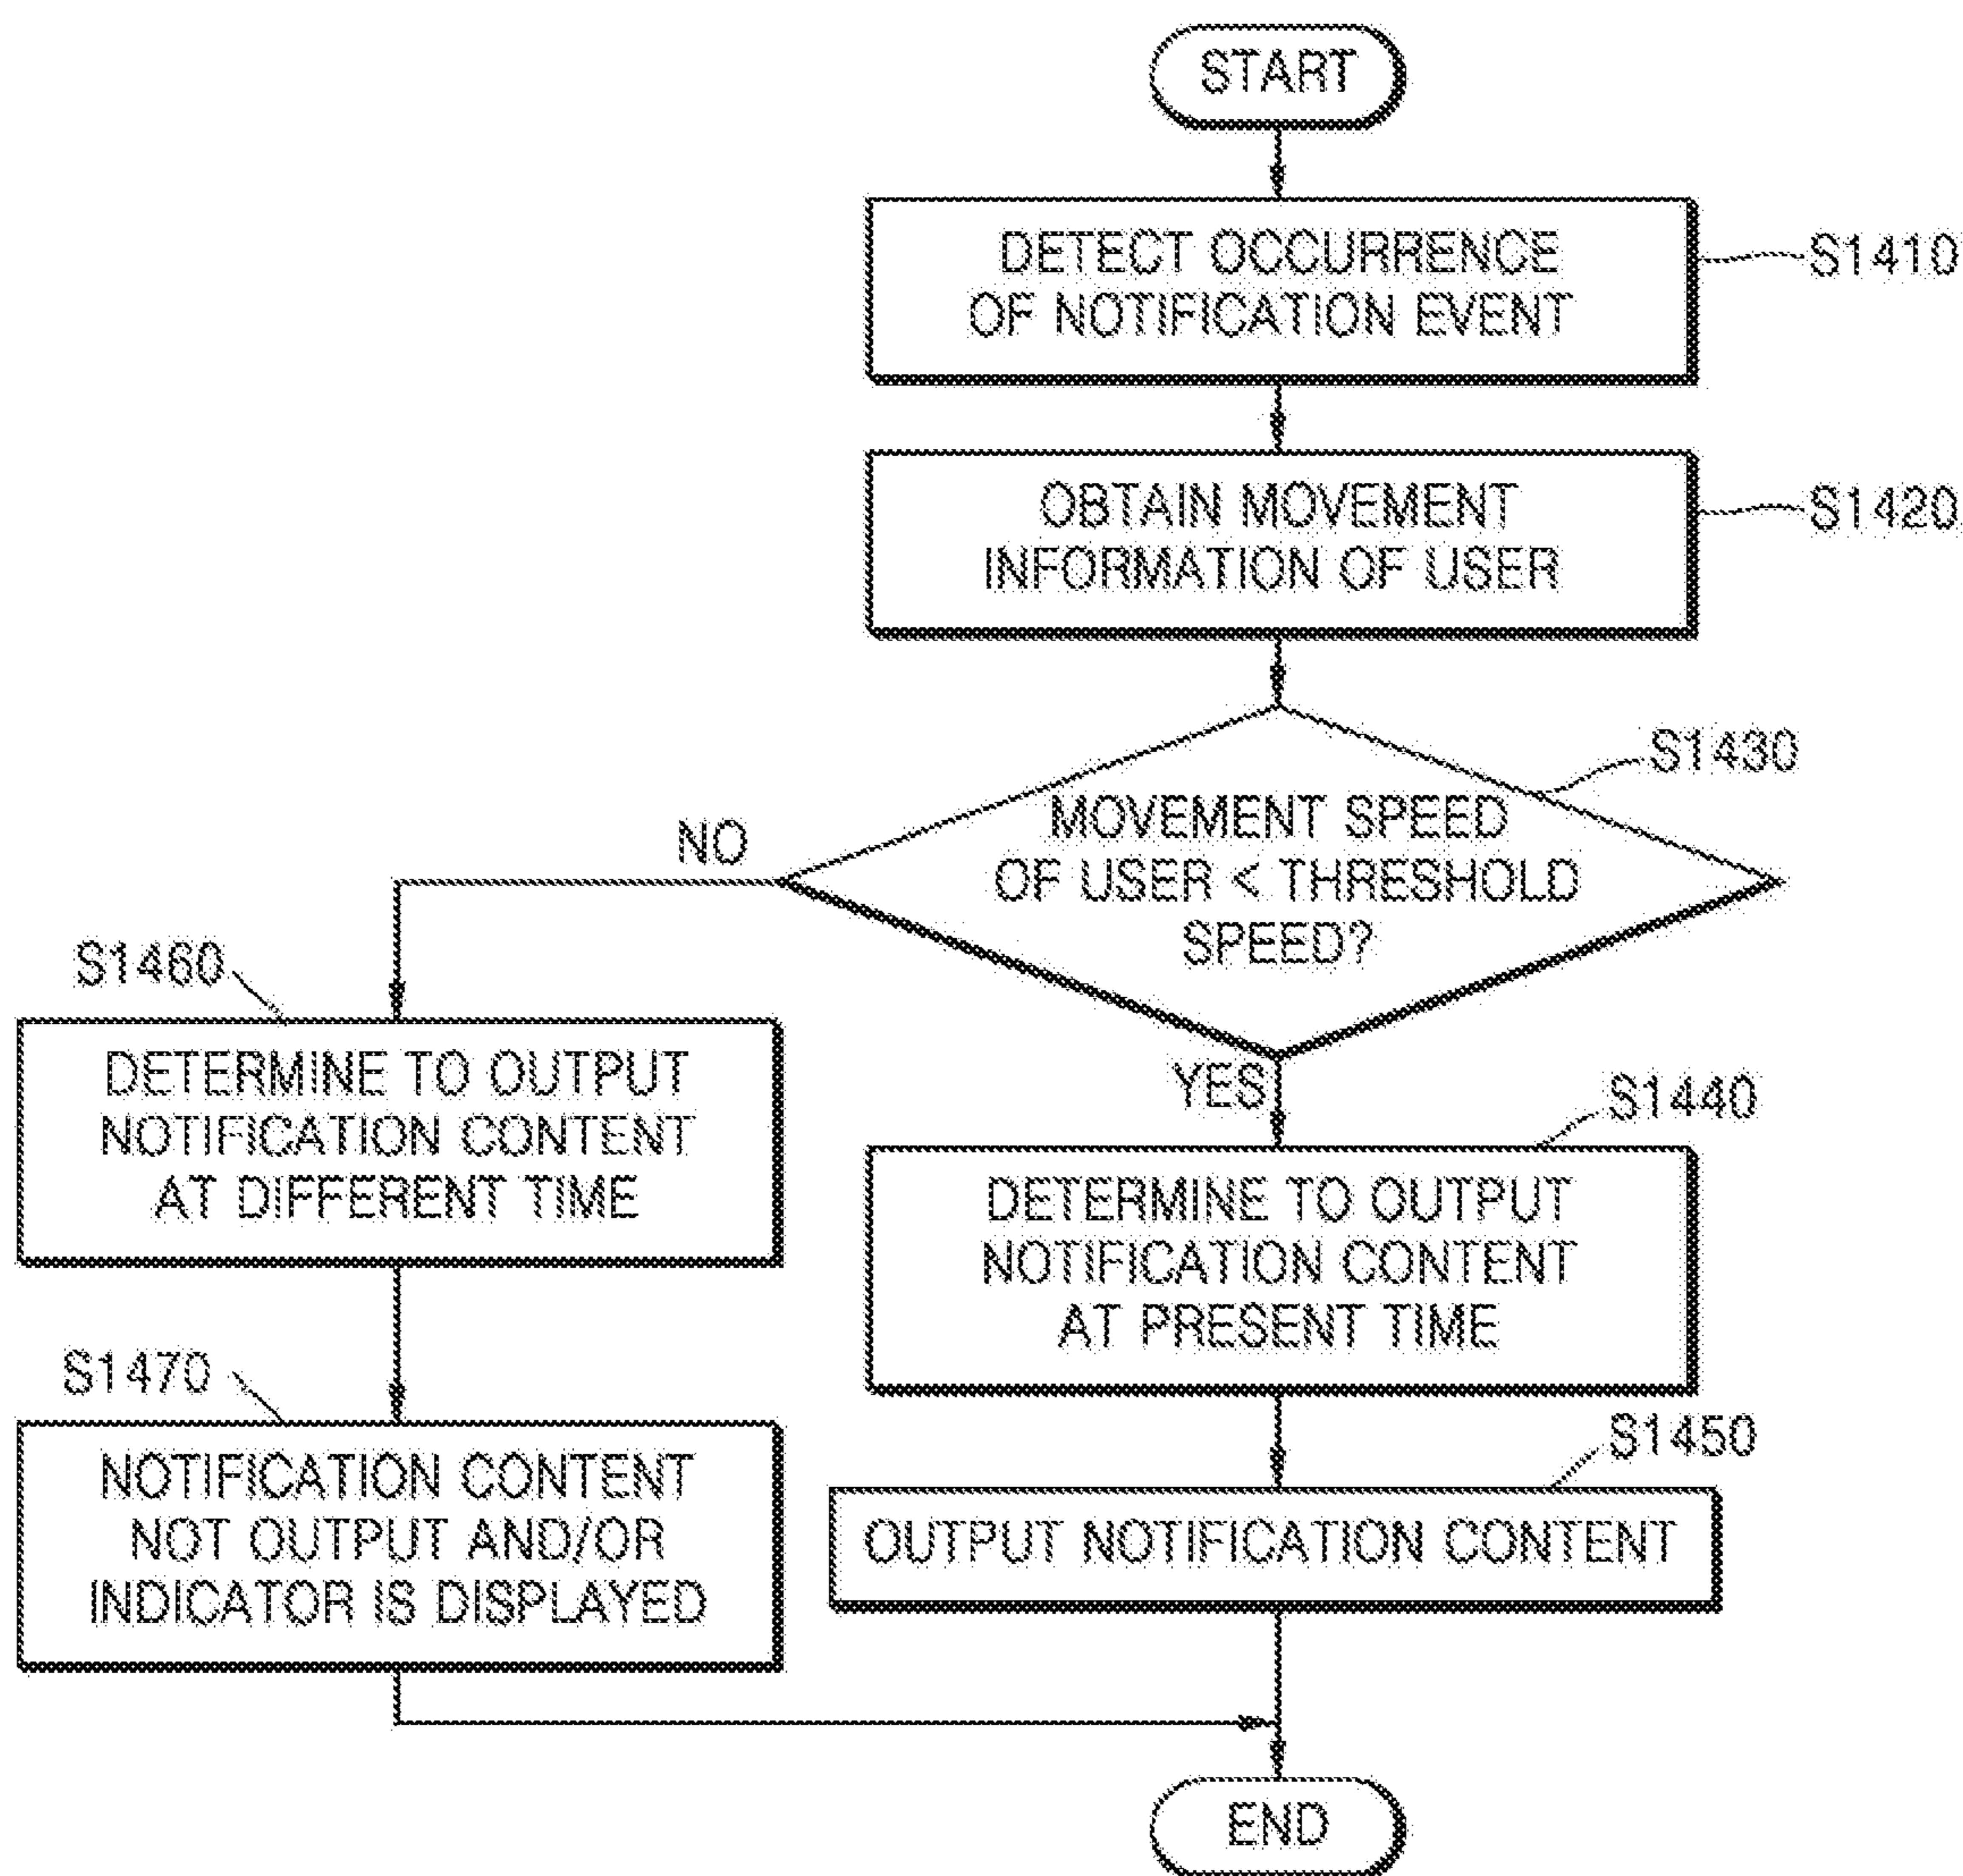 START
DETECT OCCURRENCE
OF NOTIFICATION EVENT
S1410
OBTAIN MOVEMENT
INFORMATION OF USER
S1420
S1430
MOVEMENT SPEED
OF USER < THRESHOLD
SPEED?
NO
YES
S1460
DETERMINE TO OUTPUT
NOTIFICATION CONTENT
AT DIFFERENT TIME
S1440
DETERMINE TO OUTPUT
NOTIFICATION CONTENT
AT PRESENT TIME
S1470
NOTIFICATION CONTENT
NOT OUTPUT AND/OR
INDICATOR IS DISPLAYED
S1450
OUTPUT NOTIFICATION CONTENT
END